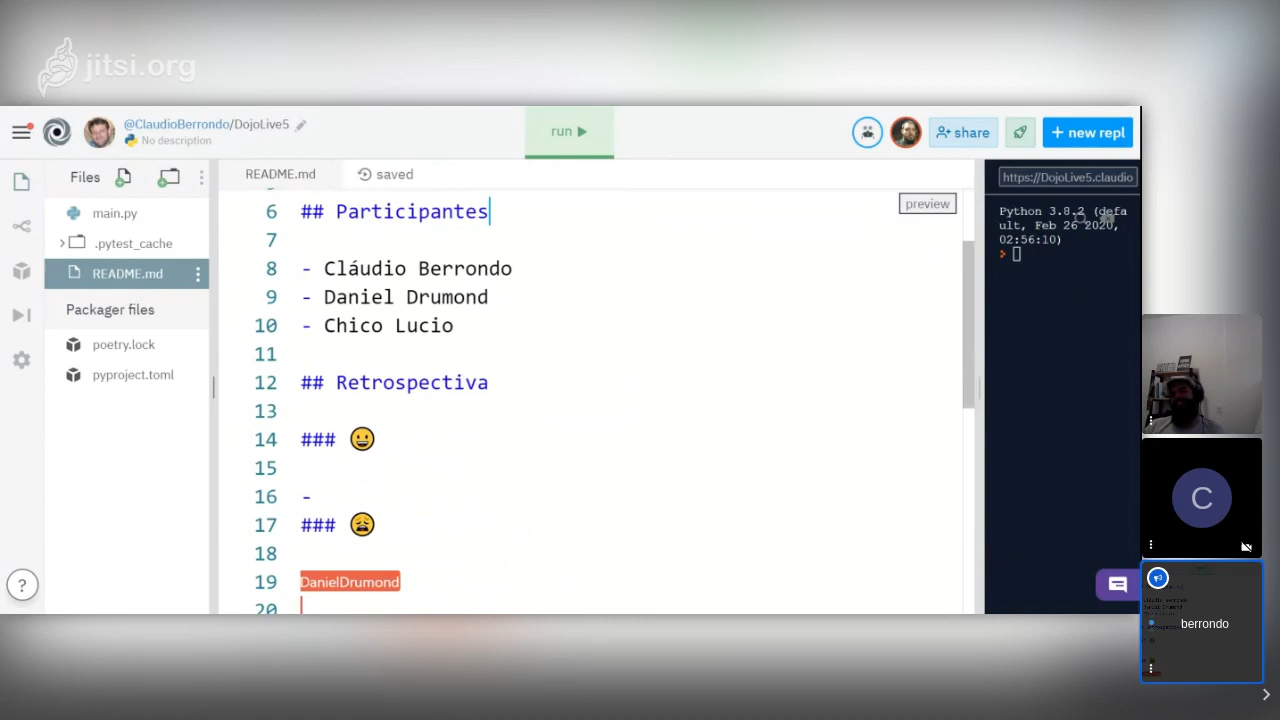 jitsi.org
@ClaudioBerrondo/DojoLive5
No description
run
share
+ new repl
Files
README.md
saved
https://DojoLive5.claudio
main.py
.pytest_cache
README.md
Packager files
poetry.lock
pyproject.toml
preview
6 ## Participantes
7
8 - Cláudio Berrondo
9 - Daniel Drumond
10 - Chico Lucio
11
12 ## Retrospectiva
13
14 ### 😀
15
16 -
17 ### 😩
18
19 DanielDrumond
20
Python 3.8.2 (defa
ult, Feb 26 2020,
02:56:10)
>
?
C
berrondo